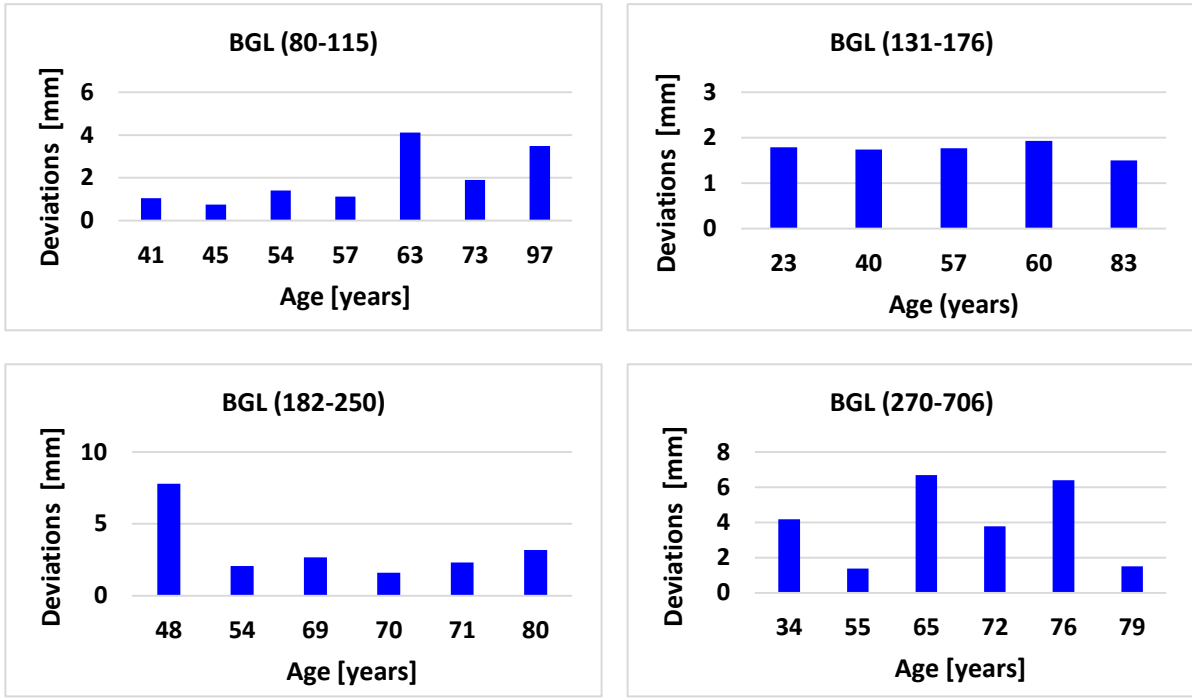 BGL (80-115)
Deviations [mm]
6
4
2
0
41 45 54 57 63 73 97
Age [years]
BGL (131-176)
Deviations [mm]
3
2
1
0
23 40 57 60 83
Age (years)
BGL (182-250)
Deviations [mm]
10
5
0
48 54 69 70 71 80
Age [years]
BGL (270-706)
Deviations [mm]
8
6
4
2
0
34 55 65 72 76 79
Age [years]